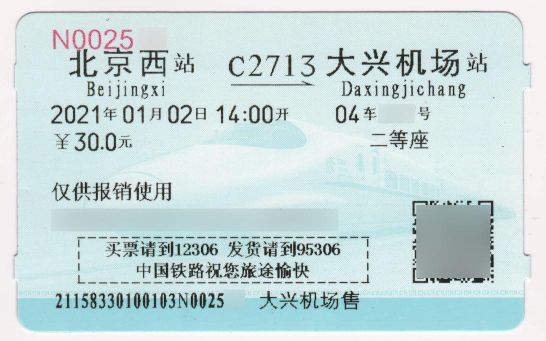 N0025
北京西站 C2713 大兴机场站
Beijingxi Daxingjichang
2021年01月02日 14:00开 04车 号
￥30.0元 二等座
仅供报销使用
买票请到12306 发货请到95306
中国铁路祝您旅途愉快
21158330100103N0025 大兴机场售